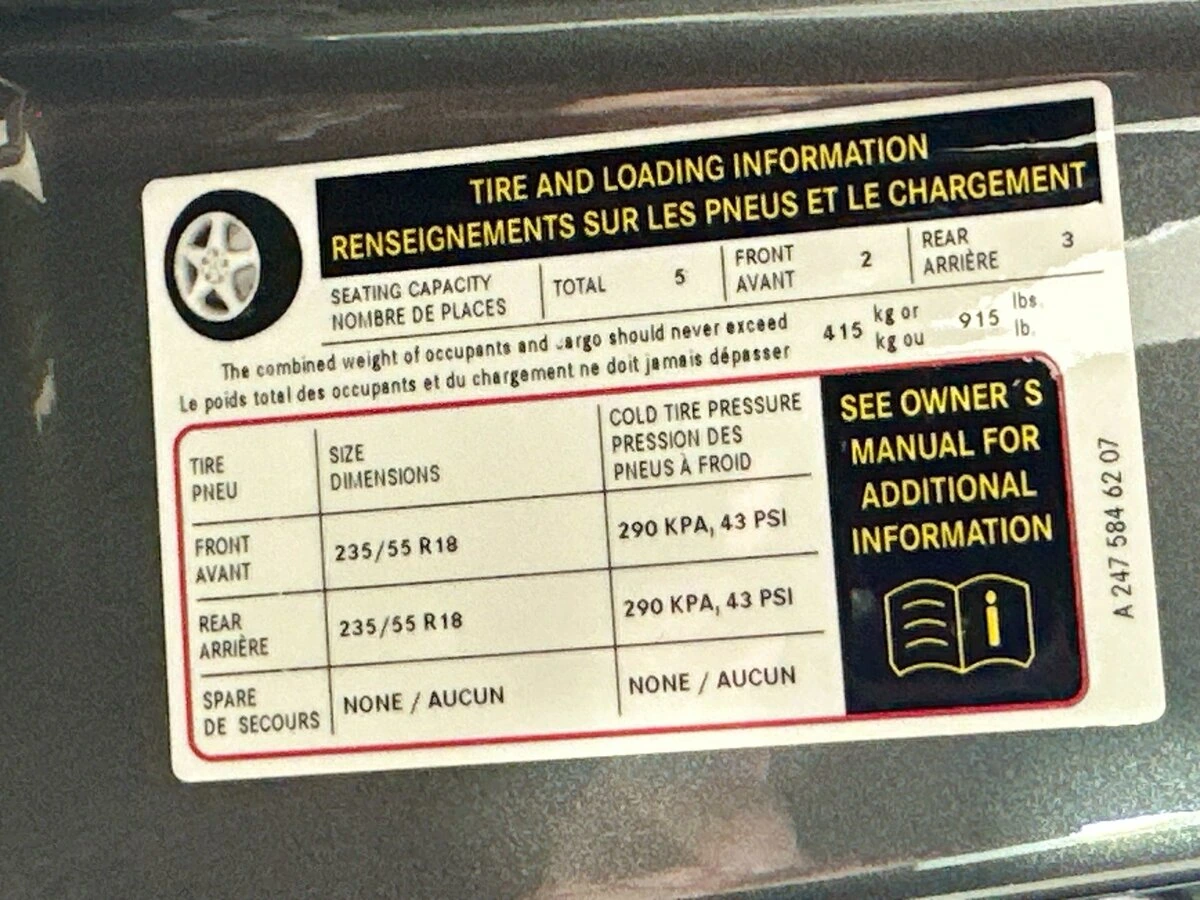 TIRE AND LOADING INFORMATION
RENSEIGNEMENTS SUR LES PNEUS ET LE CHARGEMENT
SEATING CAPACITY
NOMBRE DE PLACES
TOTAL 5
FRONT
AVANT
2
REAR
ARRIÈRE
3
The combined weight of occupants and cargo should never exceed
Le poids total des occupants et du chargement ne doit jamais dépasser
415
kg or
kg ou
915
lbs.
lb.
TIRE
PNEU
SIZE
DIMENSIONS
COLD TIRE PRESSURE
PRESSION DES
PNEUS À FROID
FRONT
AVANT
235/55 R18
290 KPA, 43 PSI
REAR
ARRIÈRE
235/55 R18
290 KPA, 43 PSI
SPARE
DE SECOURS
NONE / AUCUN
NONE / AUCUN
SEE OWNER´S
MANUAL FOR
ADDITIONAL
INFORMATION
i
A 247 584 62 07